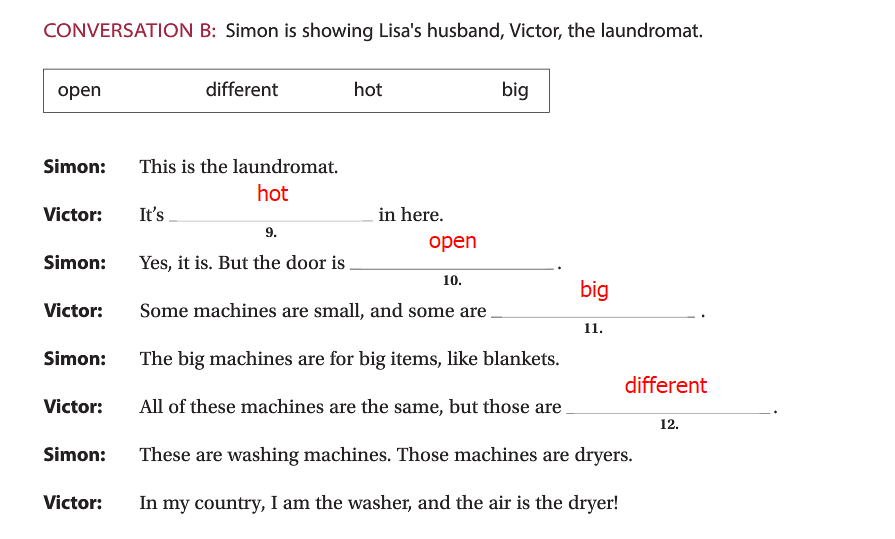 CONVERSATION B: Simon is showing Lisa's husband, Victor, the laundromat.
open different hot big
Simon: This is the laundromat.
hot
Victor: It's ____ in here.
9.
open
Simon: Yes, it is. But the door is ____ .
10.
big
Victor: Some machines are small, and some are ____ .
11.
Simon: The big machines are for big items, like blankets.
different
Victor: All of these machines are the same, but those are ____ .
12.
Simon: These are washing machines. Those machines are dryers.
Victor: In my country, I am the washer, and the air is the dryer!